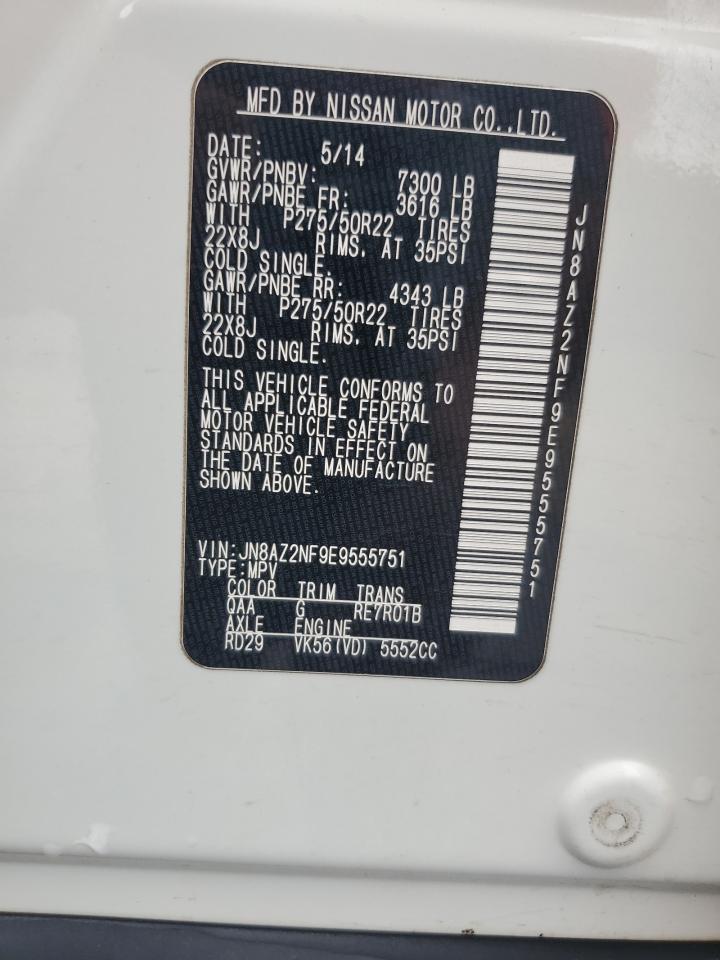 MFD BY NISSAN MOTOR CO.,LTD.
DATE: 5/14
GVWR/PNBV: 7300 LB
GAWR/PNBE FR: 3616 LB
WITH P275/50R22 TIRES
22X8J RIMS, AT 35PSI
COLD SINGLE.
GAWR/PNBE RR: 4343 LB
WITH P275/50R22 TIRES
22X8J RIMS, AT 35PSI
COLD SINGLE.
THIS VEHICLE CONFORMS TO
ALL APPLICABLE FEDERAL
MOTOR VEHICLE SAFETY
STANDARDS IN EFFECT ON
THE DATE OF MANUFACTURE
SHOWN ABOVE.
VIN:JN8AZ2NF9E9555751
TYPE:MPV
COLOR TRIM TRANS
QAA G RE7R01B
AXLE ENGINE
RD29 VK56(VD) 5552CC
JN8AZ2NF9E9555751